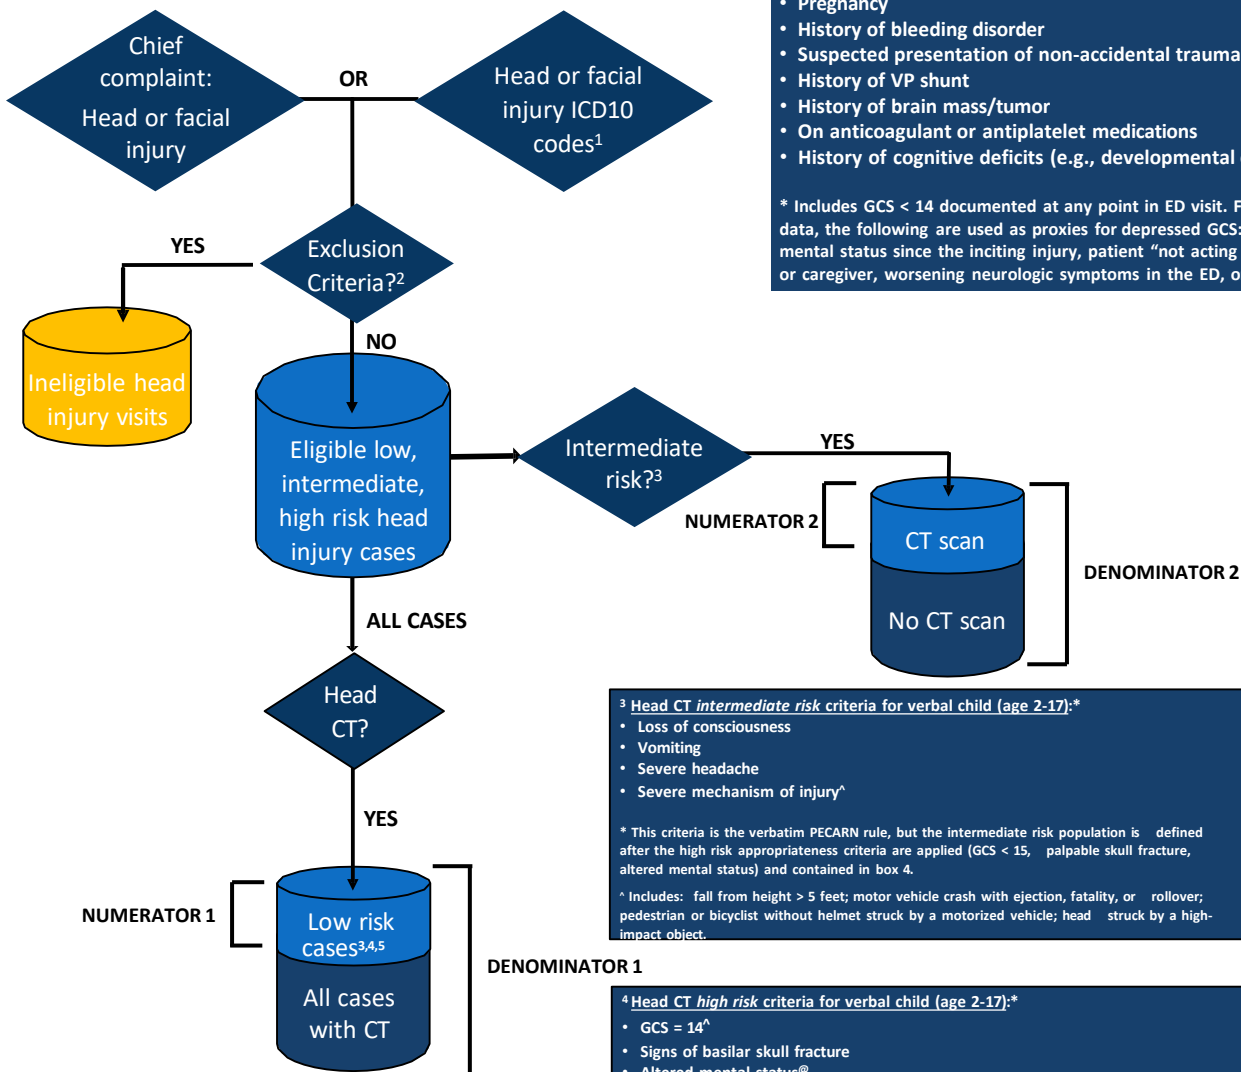 Chief
complaint:
Head or facial
injury
OR
Head or facial
injury ICD10
codes1
• Pregnancy
• History of bleeding disorder
• Suspected presentation of non-accidental trauma
• History of VP shunt
• History of brain mass/tumor
• On anticoagulant or antiplatelet medications
• History of cognitive deficits (e.g., developmental
* Includes GCS < 14 documented at any point in ED visit. F
data, the following are used as proxies for depressed GCS:
mental status since the inciting injury, patient “not acting
or caregiver, worsening neurologic symptoms in the ED, o
YES
Exclusion
Criteria?2
NO
Ineligible head
injury visits
Eligible low,
intermediate,
high risk head
injury cases
Intermediate
risk?3
YES
NUMERATOR 2
CT scan
No CT scan
DENOMINATOR 2
ALL CASES
Head
CT?
YES
NUMERATOR 1
Low risk
cases3,4,5
All cases
with CT
DENOMINATOR 1
3 Head CT intermediate risk criteria for verbal child (age 2-17):*
• Loss of consciousness
• Vomiting
• Severe headache
• Severe mechanism of injury^
* This criteria is the verbatim PECARN rule, but the intermediate risk population is defined
after the high risk appropriateness criteria are applied (GCS < 15, palpable skull fracture,
altered mental status) and contained in box 4.
^ Includes: fall from height > 5 feet; motor vehicle crash with ejection, fatality, or rollover;
pedestrian or bicyclist without helmet struck by a motorized vehicle; head struck by a high-
impact object.
4 Head CT high risk criteria for verbal child (age 2-17):*
• GCS = 14^
• Signs of basilar skull fracture
• Altered mental status@